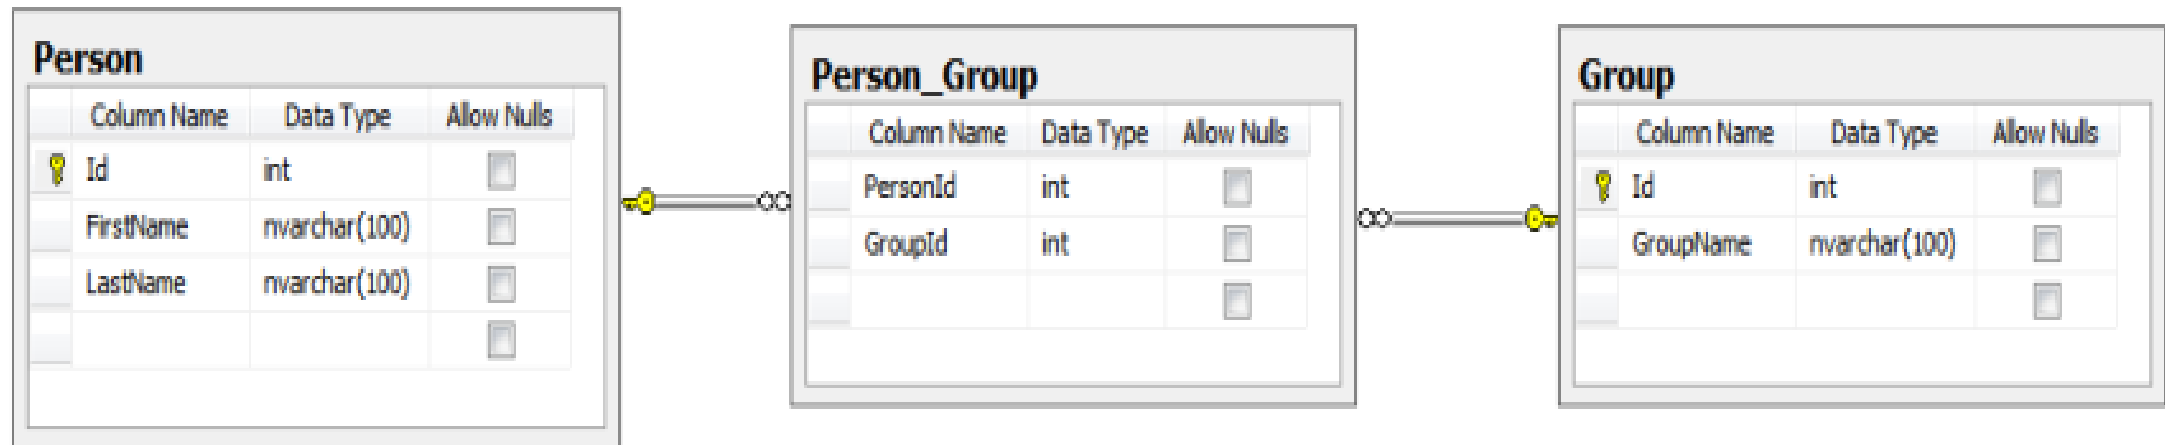 Person
Column Name Data Type Allow Nulls
Id int
FirstName nvarchar(100)
LastName nvarchar(100)
Person_Group
Column Name Data Type Allow Nulls
PersonId int
GroupId int
Group
Column Name Data Type Allow Nulls
Id int
GroupName nvarchar(100)